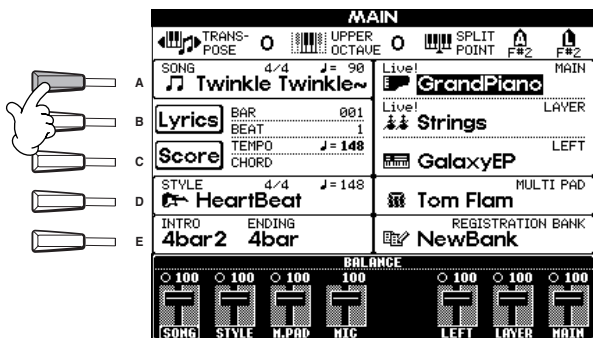 MAIN
TRANS-
POSE 0
UPPER
OCTAVE 0
SPLIT
POINT
A
F#2
L
F#2
A
SONG 4/4 ♩= 90
Twinkle Twinkle~
Live! MAIN
GrandPiano
B
Lyrics
BAR 001
BEAT 1
Live! LAYER
Strings
C
Score
TEMPO ♩=148
CHORD
LEFT
GalaxyEP
D
STYLE 4/4 ♩=148
HeartBeat
MULTI PAD
Tom Flam
E
INTRO ENDING
4bar2 4bar
REGISTRATION BANK
NewBank
BALANCE
100 100 100 100 100 100 100
SONG STYLE M.PAD MIC LEFT LAYER MAIN